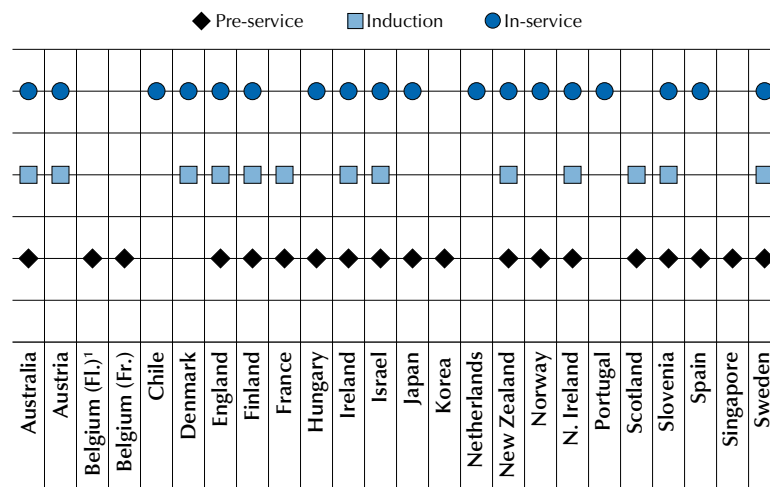 Pre-service Induction In-service
Australia
Austria
Belgium (Fl.)¹
Belgium (Fr.)
Chile
Denmark
England
Finland
France
Hungary
Ireland
Israel
Japan
Korea
Netherlands
New Zealand
Norway
N. Ireland
Portugal
Scotland
Slovenia
Spain
Singapore
Sweden